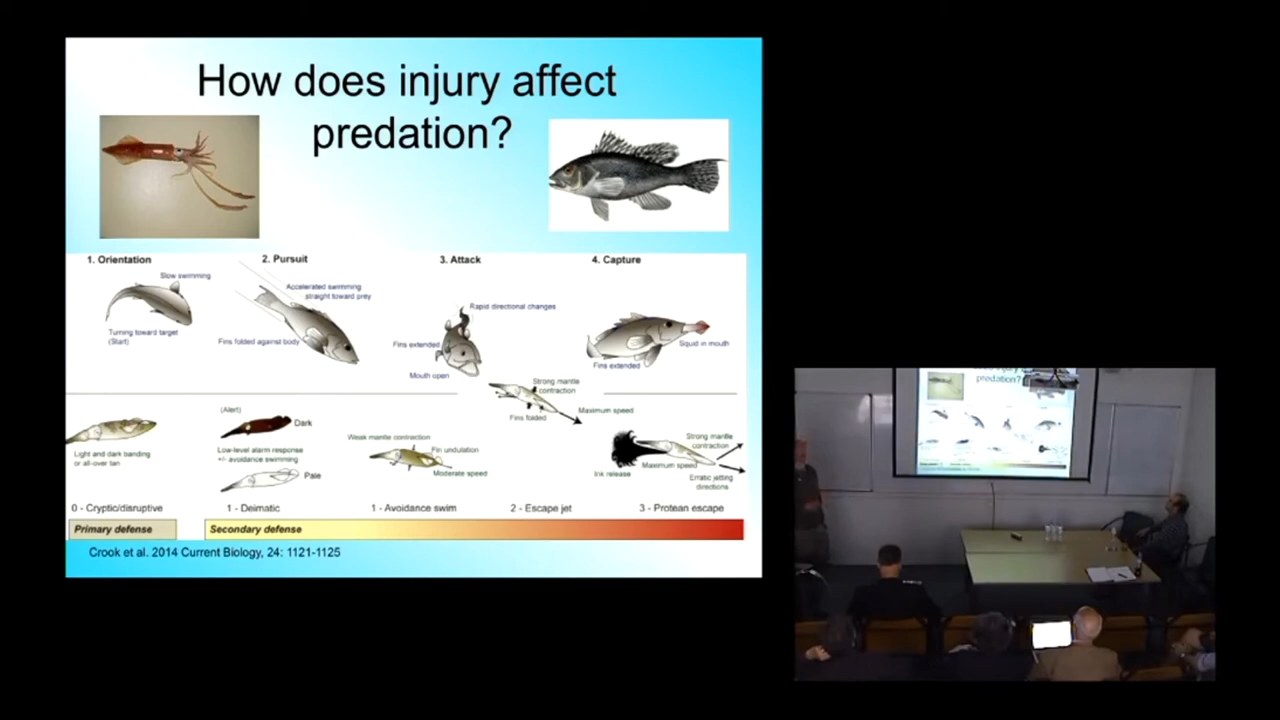 How does injury affect
predation?
1. Orientation
2. Pursuit
3. Attack
4. Capture
Slow swimming
Turning toward target
(Start)
Accelerated swimming
straight toward prey
Fins folded against body
Rapid directional changes
Fins extended
Mouth open
Squid in mouth
Fins extended
Light and dark banding
or all-over tan
(Alert)
Dark
Low-level alarm response
+/- avoidance swimming
Pale
Weak mantle contraction
Fin undulation
Moderate speed
Strong mantle
contraction
Fins folded
Maximum speed
Strong mantle
contraction
Maximum speed
Ink release
Erratic jetting
directions
0 - Cryptic/disruptive
1 - Deimatic
1 - Avoidance swim
2 - Escape jet
3 - Protean escape
Primary defense
Secondary defense
Crook et al. 2014 Current Biology, 24: 1121-1125
predation?